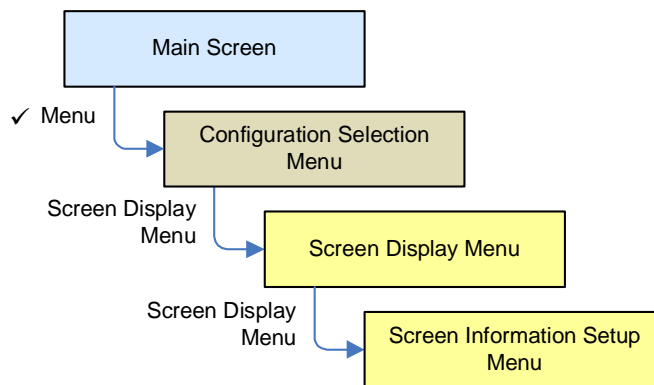 Main Screen
✓ Menu
Configuration Selection
Menu
Screen Display
Menu
Screen Display Menu
Screen Display
Menu
Screen Information Setup
Menu